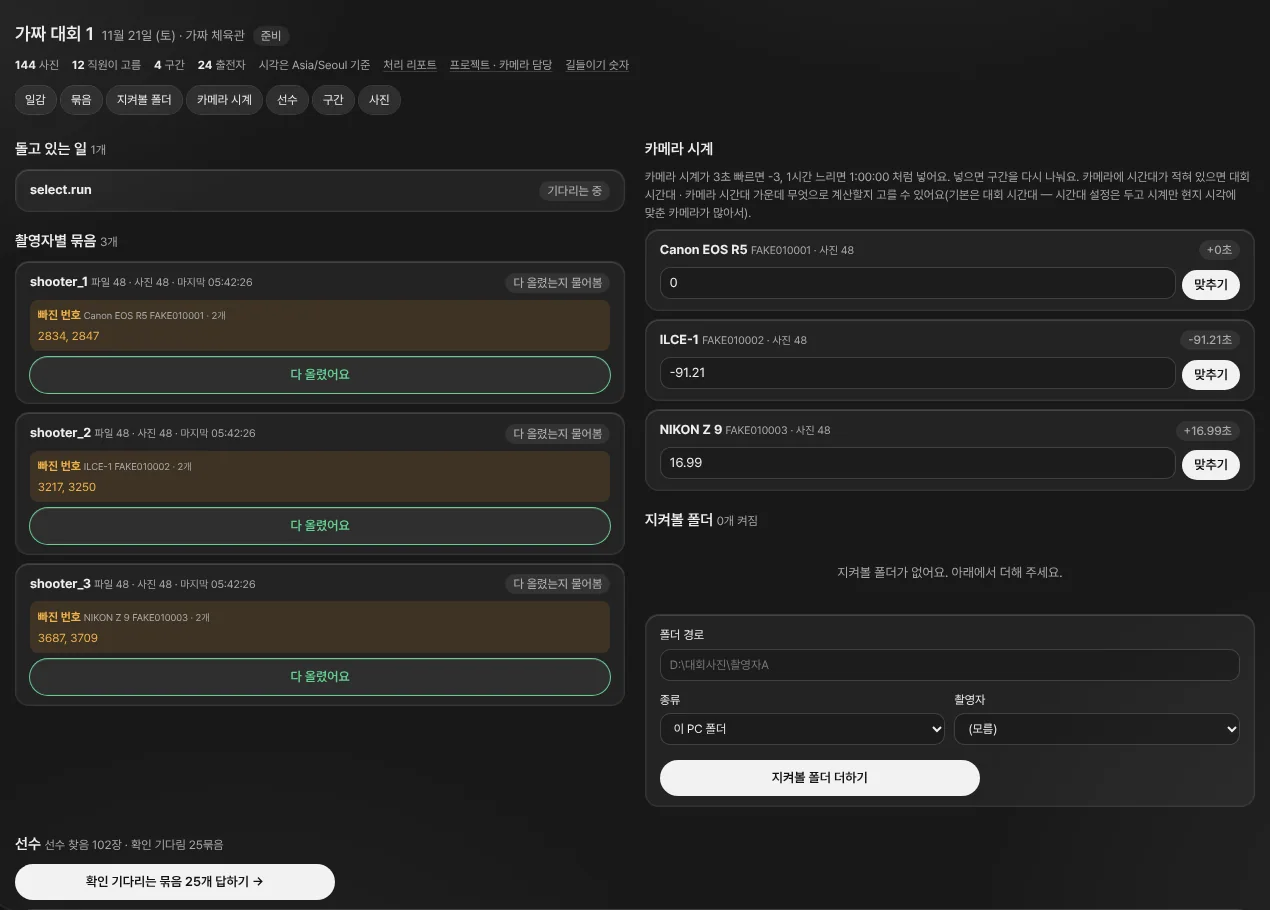 가짜 대회 1 11월 21일 (토) · 가짜 체육관 준비
144 사진 12 직원이 고름 4 구간 24 출전자 시각은 Asia/Seoul 기준 처리 리포트 프로젝트 · 카메라 담당 길들이기 숫자
일감 묶음 지켜볼 폴더 카메라 시계 선수 구간 사진
돌고 있는 일 1개
select.run 기다리는 중
촬영자별 묶음 3개
shooter_1 파일 48 · 사진 48 · 마지막 05:42:26 다 올렸는지 물어봄
빠진 번호 Canon EOS R5 FAKE010001 · 2개
2834, 2847
다 올렸어요
shooter_2 파일 48 · 사진 48 · 마지막 05:42:26 다 올렸는지 물어봄
빠진 번호 ILCE-1 FAKE010002 · 2개
3217, 3250
다 올렸어요
shooter_3 파일 48 · 사진 48 · 마지막 05:42:26 다 올렸는지 물어봄
빠진 번호 NIKON Z 9 FAKE010003 · 2개
3687, 3709
다 올렸어요
카메라 시계
카메라 시계가 3초 빠르면 -3, 1시간 느리면 1:00:00 처럼 넣어요. 넣으면 구간을 다시 나눠요. 카메라에 시간대가 적혀 있으면 대회
시간대 · 카메라 시간대 가운데 무엇으로 계산할지 고를 수 있어요(기본은 대회 시간대 — 시간대 설정은 두고 시계만 현지 시각에
맞춘 카메라가 많아서).
Canon EOS R5 FAKE010001 · 사진 48 +0초
0 맞추기
ILCE-1 FAKE010002 · 사진 48 -91.21초
-91.21 맞추기
NIKON Z 9 FAKE010003 · 사진 48 +16.99초
16.99 맞추기
지켜볼 폴더 0개 켜짐
지켜볼 폴더가 없어요. 아래에서 더해 주세요.
폴더 경로
D:\대회사진\촬영자A
종류 촬영자
이 PC 폴더 (모름)
지켜볼 폴더 더하기
선수 선수 찾음 102장 · 확인 기다림 25묶음
확인 기다리는 묶음 25개 답하기 →